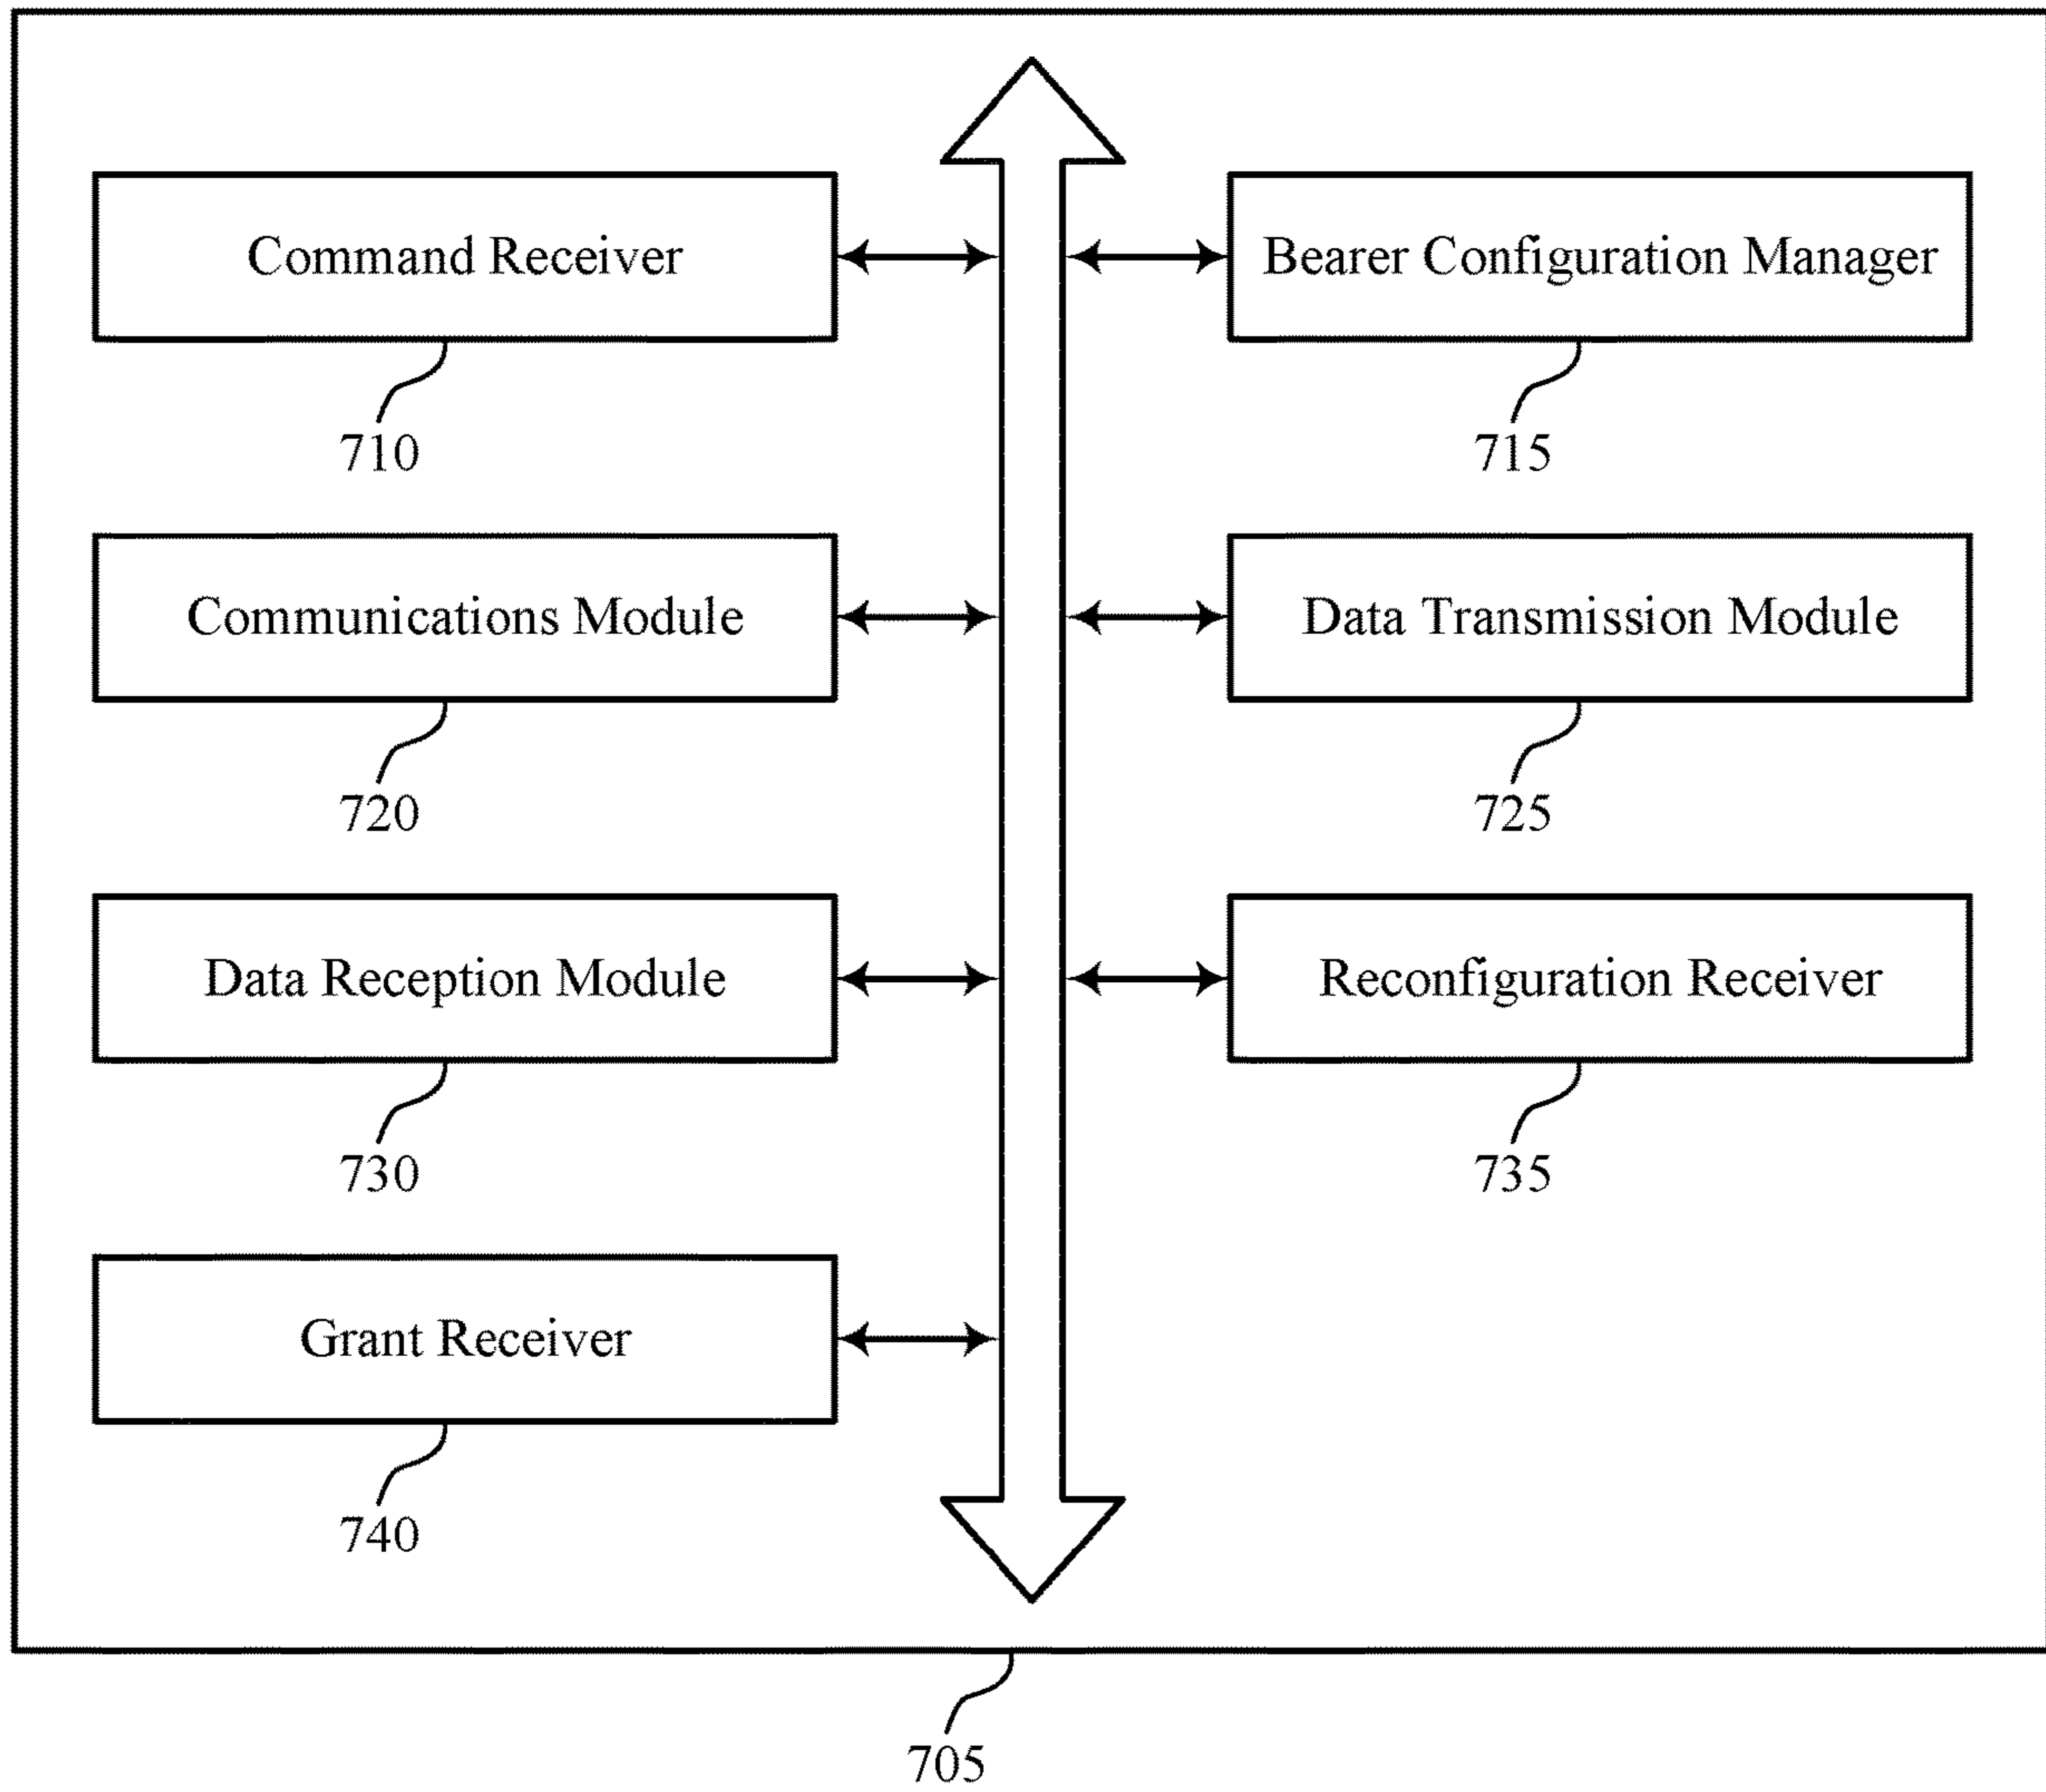 Command Receiver
Bearer Configuration Manager
710
715
Communications Module
Data Transmission Module
720
725
Data Reception Module
Reconfiguration Receiver
730
735
Grant Receiver
740
705